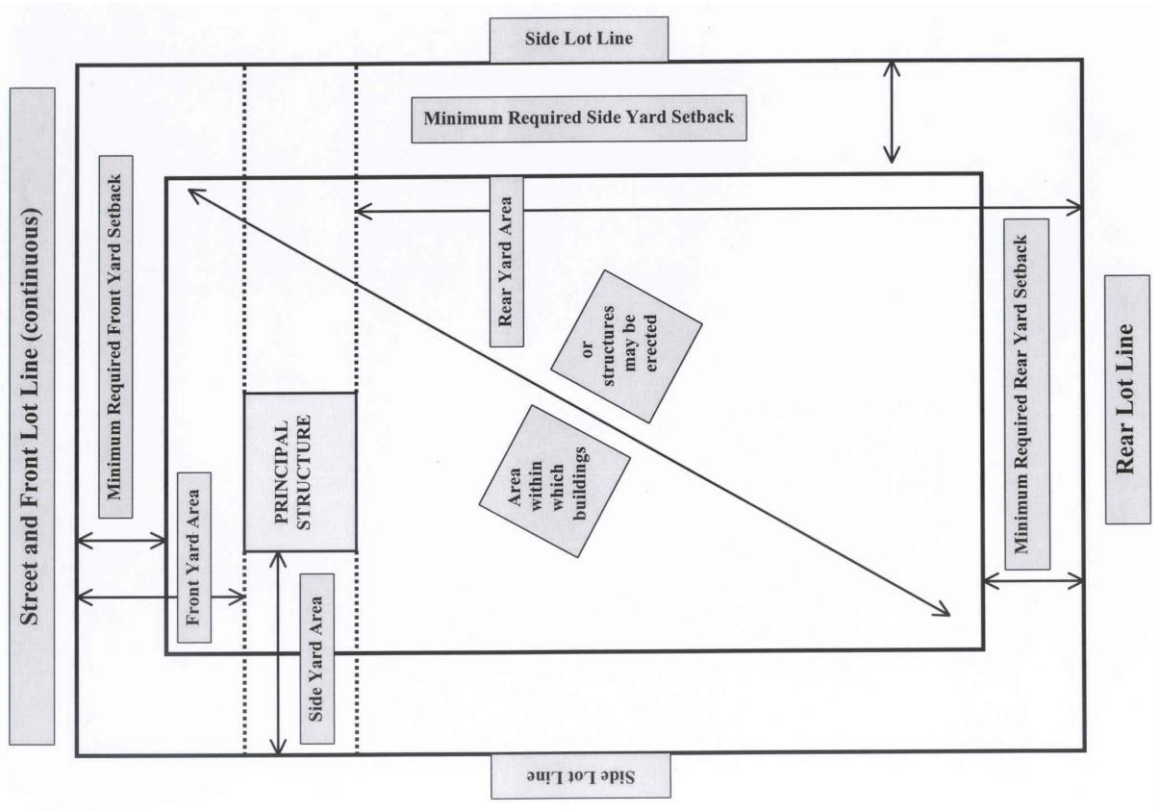 Side Lot Line
Street and Front Lot Line (continuous)
Minimum Required Side Yard Setback
Minimum Required Front Yard Setback
Rear Yard Area
Front Yard Area
PRINCIPAL
STRUCTURE
or
structures
may be
erected
Area
within
which
buildings
Side Yard Area
Minimum Required Rear Yard Setback
Rear Lot Line
Side Lot Line